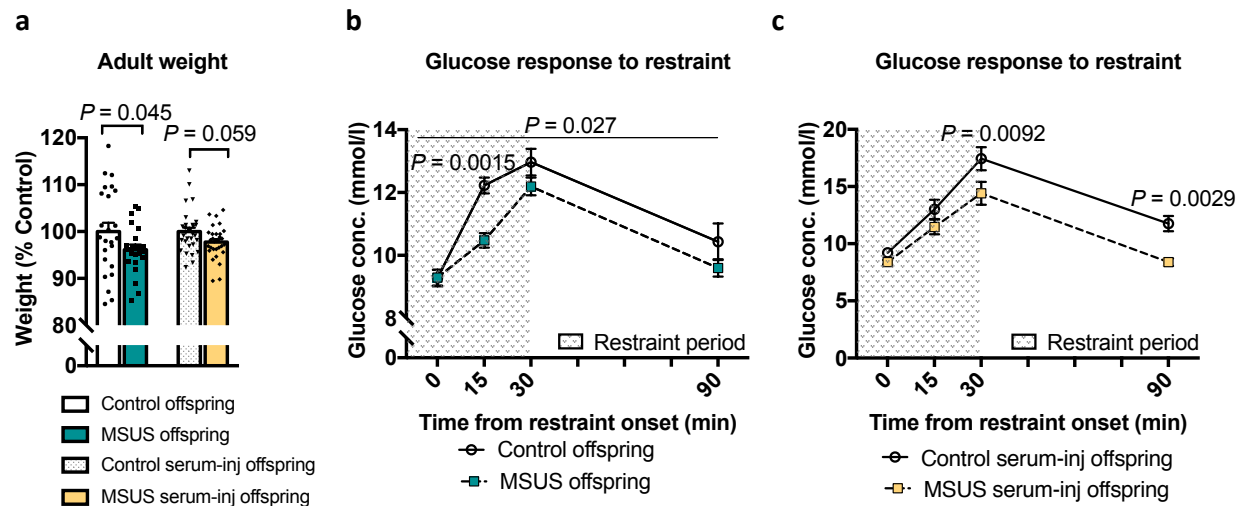 a
Adult weight
P = 0.045
P = 0.059
120
110
100
90
80
0
Weight (% Control)
Control offspring
MSUS offspring
Control serum-inj offspring
MSUS serum-inj offspring
b
Glucose response to restraint
P = 0.027
P = 0.0015
14
12
10
8
0
Glucose conc. (mmol/l)
Restraint period
0
15
30
90
Time from restraint onset (min)
Control offspring
MSUS offspring
c
Glucose response to restraint
P = 0.0092
P = 0.0029
20
15
10
5
0
Glucose conc. (mmol/l)
Restraint period
0
15
30
90
Time from restraint onset (min)
Control serum-inj offspring
MSUS serum-inj offspring